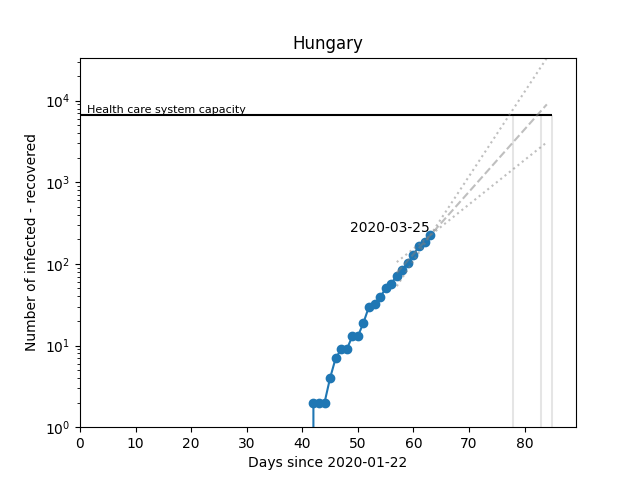 Hungary
Number of infected - recovered
10^4
10^3
10^2
10^1
10^0
Health care system capacity
2020-03-25
0 10 20 30 40 50 60 70 80
Days since 2020-01-22